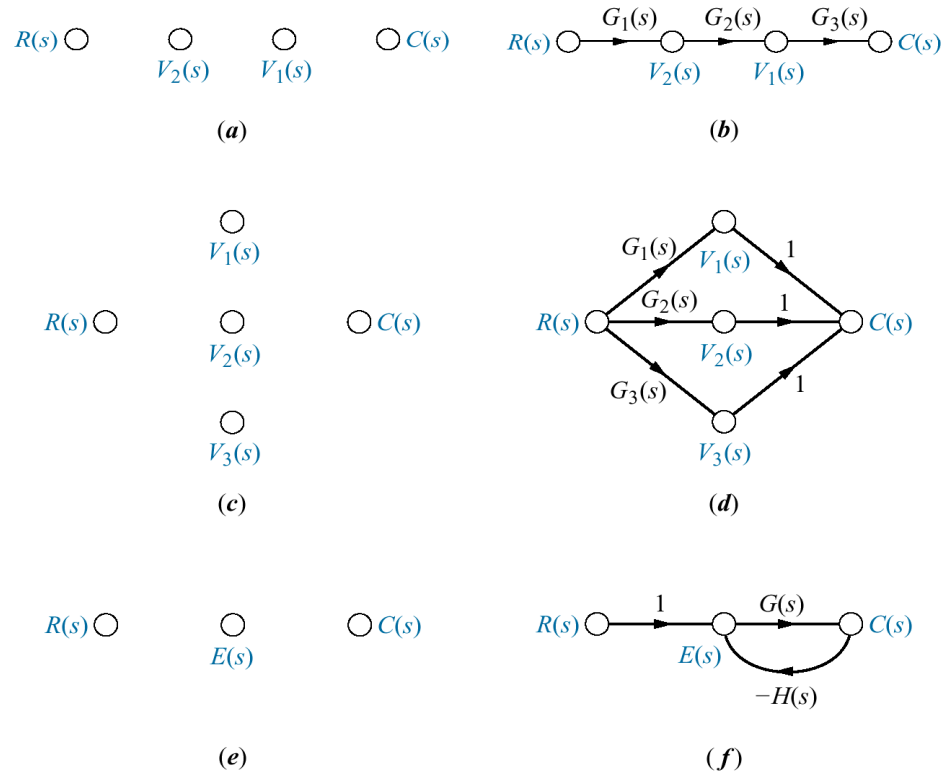 G₁(s) G₂(s) G₃(s)
R(s) C(s) R(s) C(s)
V₂(s) V₁(s) V₂(s) V₁(s)
(a) (b)
V₁(s) G₁(s) V₁(s) 1
G₂(s) 1
R(s) C(s) R(s) C(s)
V₂(s) V₂(s)
G₃(s) 1
V₃(s) V₃(s)
(c) (d)
1 G(s)
R(s) C(s) R(s) C(s)
E(s) E(s)
−H(s)
(e) (f)